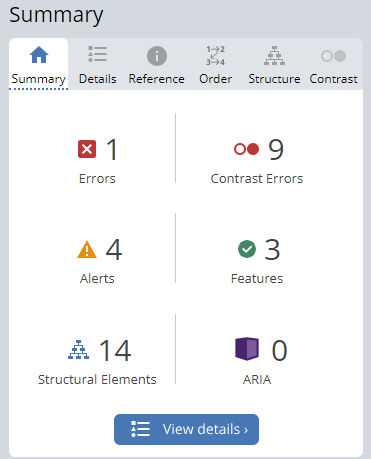 Summary
Summary Details Reference Order Structure Contrast
1→2
3→4
1 9
Errors Contrast Errors
4 3
Alerts Features
14 0
Structural Elements ARIA
View details ›